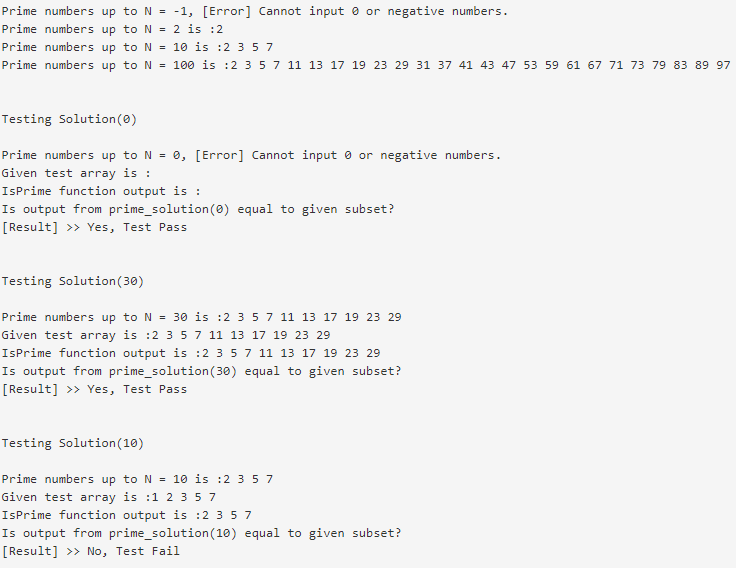 Prime numbers up to N = -1, [Error] Cannot input 0 or negative numbers.
Prime numbers up to N = 2 is :2
Prime numbers up to N = 10 is :2 3 5 7
Prime numbers up to N = 100 is :2 3 5 7 11 13 17 19 23 29 31 37 41 43 47 53 59 61 67 71 73 79 83 89 97
Testing Solution(0)
Prime numbers up to N = 0, [Error] Cannot input 0 or negative numbers.
Given test array is :
IsPrime function output is :
Is output from prime_solution(0) equal to given subset?
[Result] >> Yes, Test Pass
Testing Solution(30)
Prime numbers up to N = 30 is :2 3 5 7 11 13 17 19 23 29
Given test array is :2 3 5 7 11 13 17 19 23 29
IsPrime function output is :2 3 5 7 11 13 17 19 23 29
Is output from prime_solution(30) equal to given subset?
[Result] >> Yes, Test Pass
Testing Solution(10)
Prime numbers up to N = 10 is :2 3 5 7
Given test array is :1 2 3 5 7
IsPrime function output is :2 3 5 7
Is output from prime_solution(10) equal to given subset?
[Result] >> No, Test Fail